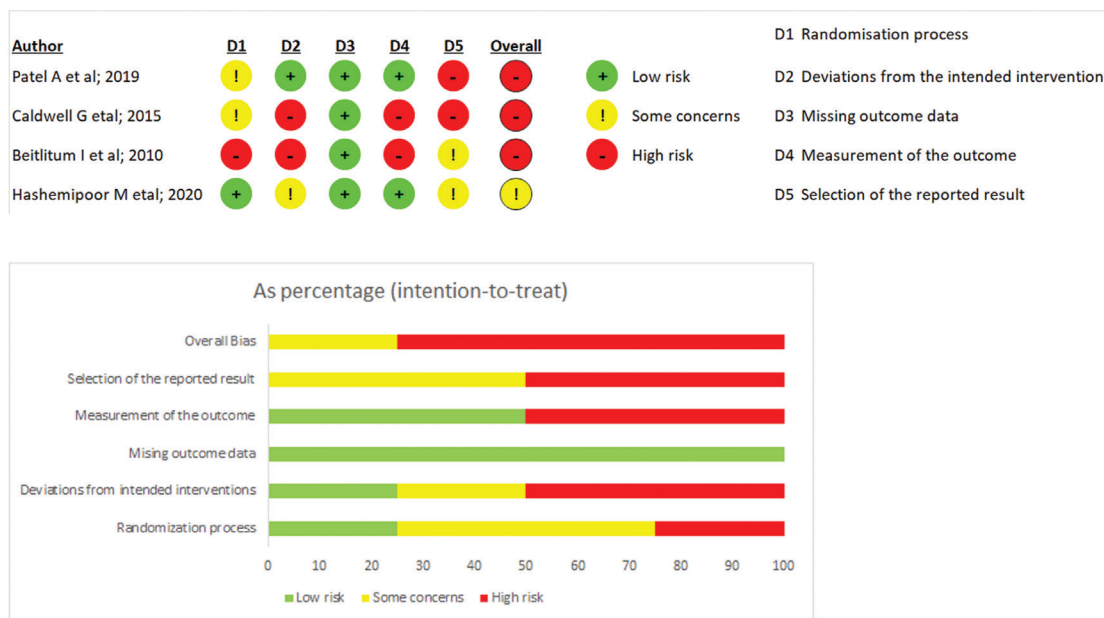 Author D1 D2 D3 D4 D5 Overall
Patel A et al; 2019 ! + + + - -
Caldwell G etal; 2015 ! - + - - -
Beitlitum I et al; 2010 - - + - ! -
Hashemipoor M etal; 2020 + ! + + ! !
+ Low risk
! Some concerns
- High risk
D1 Randomisation process
D2 Deviations from the intended intervention
D3 Missing outcome data
D4 Measurement of the outcome
D5 Selection of the reported result
As percentage (intention-to-treat)
Overall Bias
Selection of the reported result
Measurement of the outcome
Mising outcome data
Deviations from intended interventions
Randomization process
0 10 20 30 40 50 60 70 80 90 100
Low risk Some concerns High risk